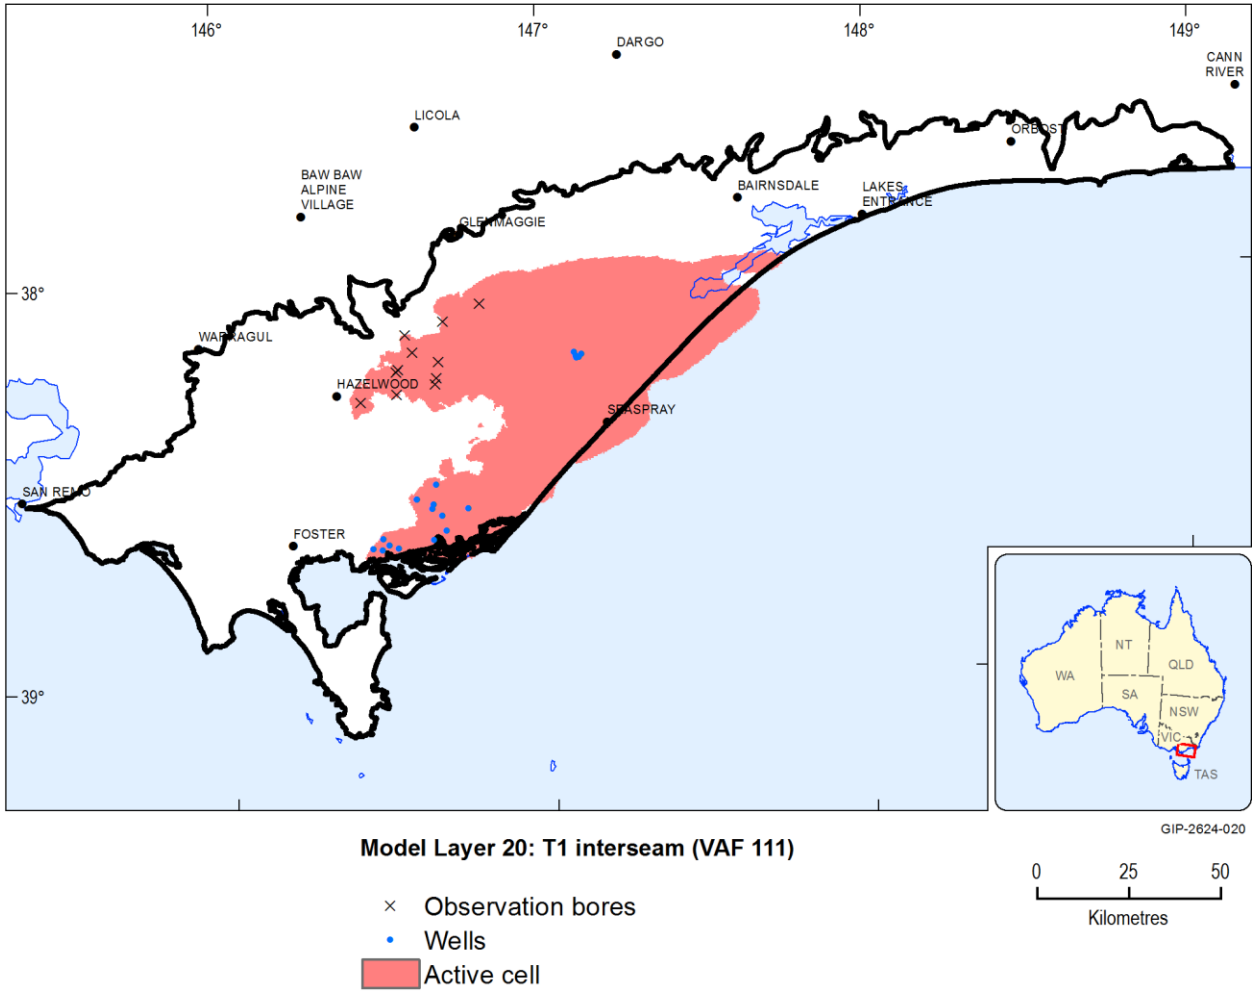 146°
147°
148°
149°
DARGO
CANN
RIVER
LICOLA
ORBOST
BAW BAW
ALPINE
VILLAGE
BAIRNSDALE
LAKES
ENTRANCE
GLENMAGGIE
38°
WARRAGUL
HAZELWOOD
SEASPRAY
SAN REMO
FOSTER
39°
NT
QLD
WA
SA
NSW
VIC
TAS
GIP-2624-020
Model Layer 20: T1 interseam (VAF 111)
Observation bores
Wells
Active cell
0 25 50
Kilometres